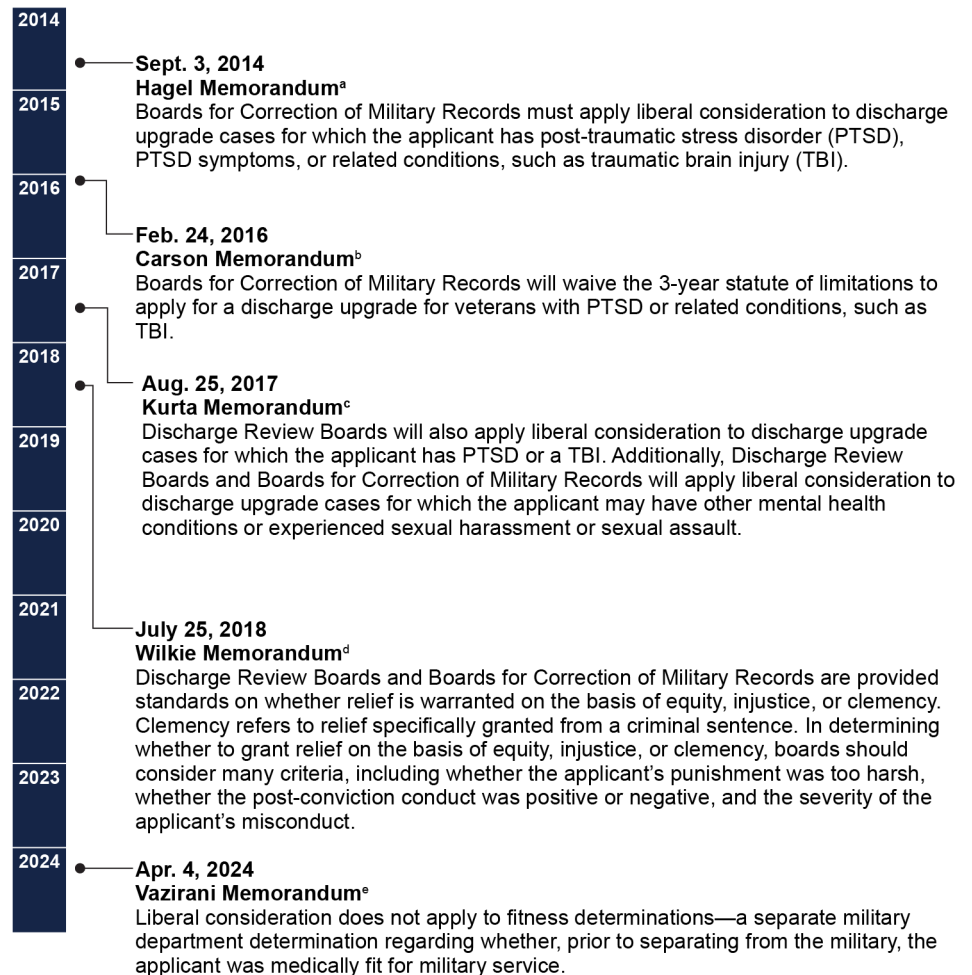 2014
Sept. 3, 2014
Hagel Memorandumᵃ
2015
Boards for Correction of Military Records must apply liberal consideration to discharge
upgrade cases for which the applicant has post-traumatic stress disorder (PTSD),
PTSD symptoms, or related conditions, such as traumatic brain injury (TBI).
2016
Feb. 24, 2016
Carson Memorandumᵇ
2017
Boards for Correction of Military Records will waive the 3-year statute of limitations to
apply for a discharge upgrade for veterans with PTSD or related conditions, such as
TBI.
2018
Aug. 25, 2017
Kurta Memorandumᶜ
2019
Discharge Review Boards will also apply liberal consideration to discharge upgrade
cases for which the applicant has PTSD or a TBI. Additionally, Discharge Review
Boards and Boards for Correction of Military Records will apply liberal consideration to
discharge upgrade cases for which the applicant may have other mental health
conditions or experienced sexual harassment or sexual assault.
2020
2021
July 25, 2018
Wilkie Memorandumᵈ
2022
Discharge Review Boards and Boards for Correction of Military Records are provided
standards on whether relief is warranted on the basis of equity, injustice, or clemency.
Clemency refers to relief specifically granted from a criminal sentence. In determining
whether to grant relief on the basis of equity, injustice, or clemency, boards should
consider many criteria, including whether the applicant’s punishment was too harsh,
whether the post-conviction conduct was positive or negative, and the severity of the
applicant’s misconduct.
2023
2024
Apr. 4, 2024
Vazirani Memorandumᵉ
Liberal consideration does not apply to fitness determinations—a separate military
department determination regarding whether, prior to separating from the military, the
applicant was medically fit for military service.